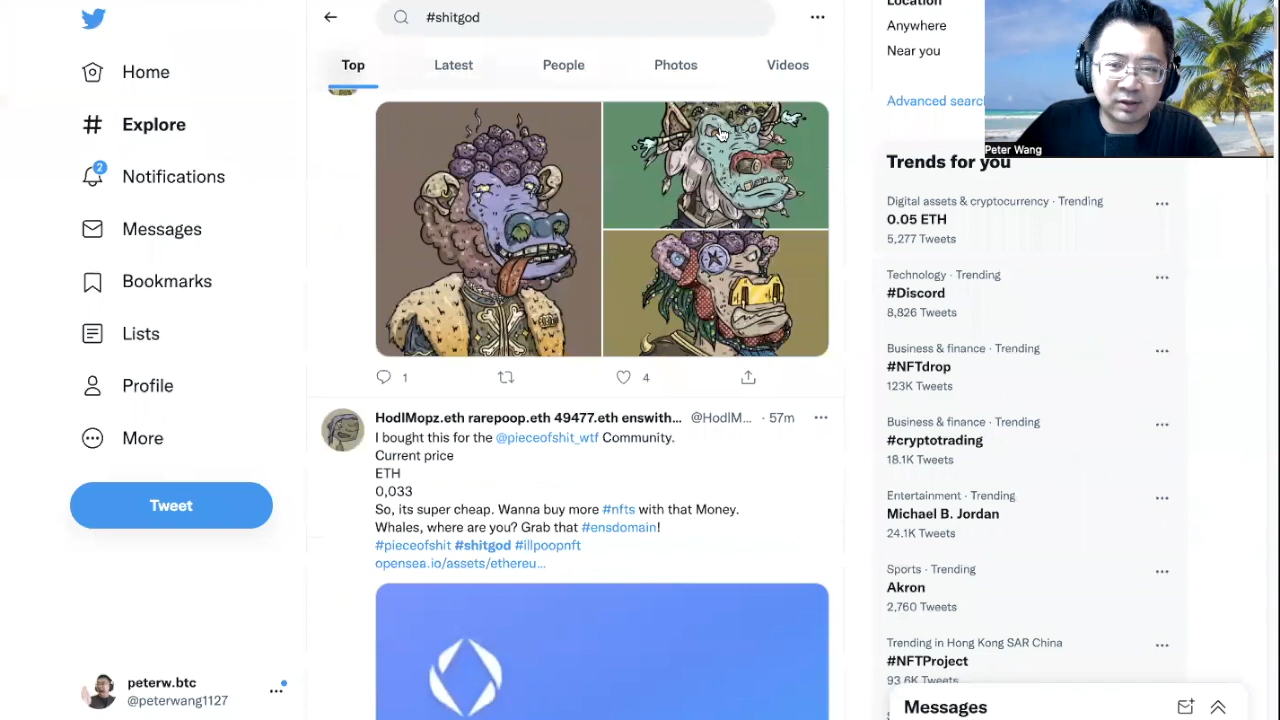 #shitgod
Top
Latest
People
Photos
Videos
Home
Explore
2
Notifications
Messages
Bookmarks
Lists
Profile
More
Tweet
peterw.btc
@peterwang1127
1
4
HodlMopz.eth rarepoop.eth 49477.eth enswith... @HodlM... · 57m
I bought this for the @pieceofshit_wtf Community.
Current price
ETH
0,033
So, its super cheap. Wanna buy more #nfts with that Money.
Whales, where are you? Grab that #ensdomain!
#pieceofshit #shitgod #illpoopnft
opensea.io/assets/ethereu...
Location
Anywhere
Near you
Advanced search
Peter Wang
Trends for you
Digital assets & cryptocurrency · Trending
0.05 ETH
5,277 Tweets
Technology · Trending
#Discord
8,826 Tweets
Business & finance · Trending
#NFTdrop
123K Tweets
Business & finance · Trending
#cryptotrading
18.1K Tweets
Entertainment · Trending
Michael B. Jordan
24.1K Tweets
Sports · Trending
Akron
2,760 Tweets
Trending in Hong Kong SAR China
#NFTProject
93.6K Tweets
Messages